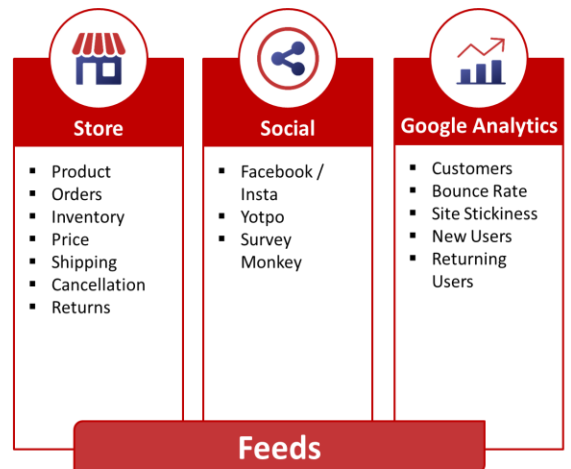 Store
Product
Orders
Inventory
Price
Shipping
Cancellation
Returns
Social
Facebook /
Insta
Yotpo
Survey
Monkey
Google Analytics
Customers
Bounce Rate
Site Stickiness
New Users
Returning
Users
Feeds